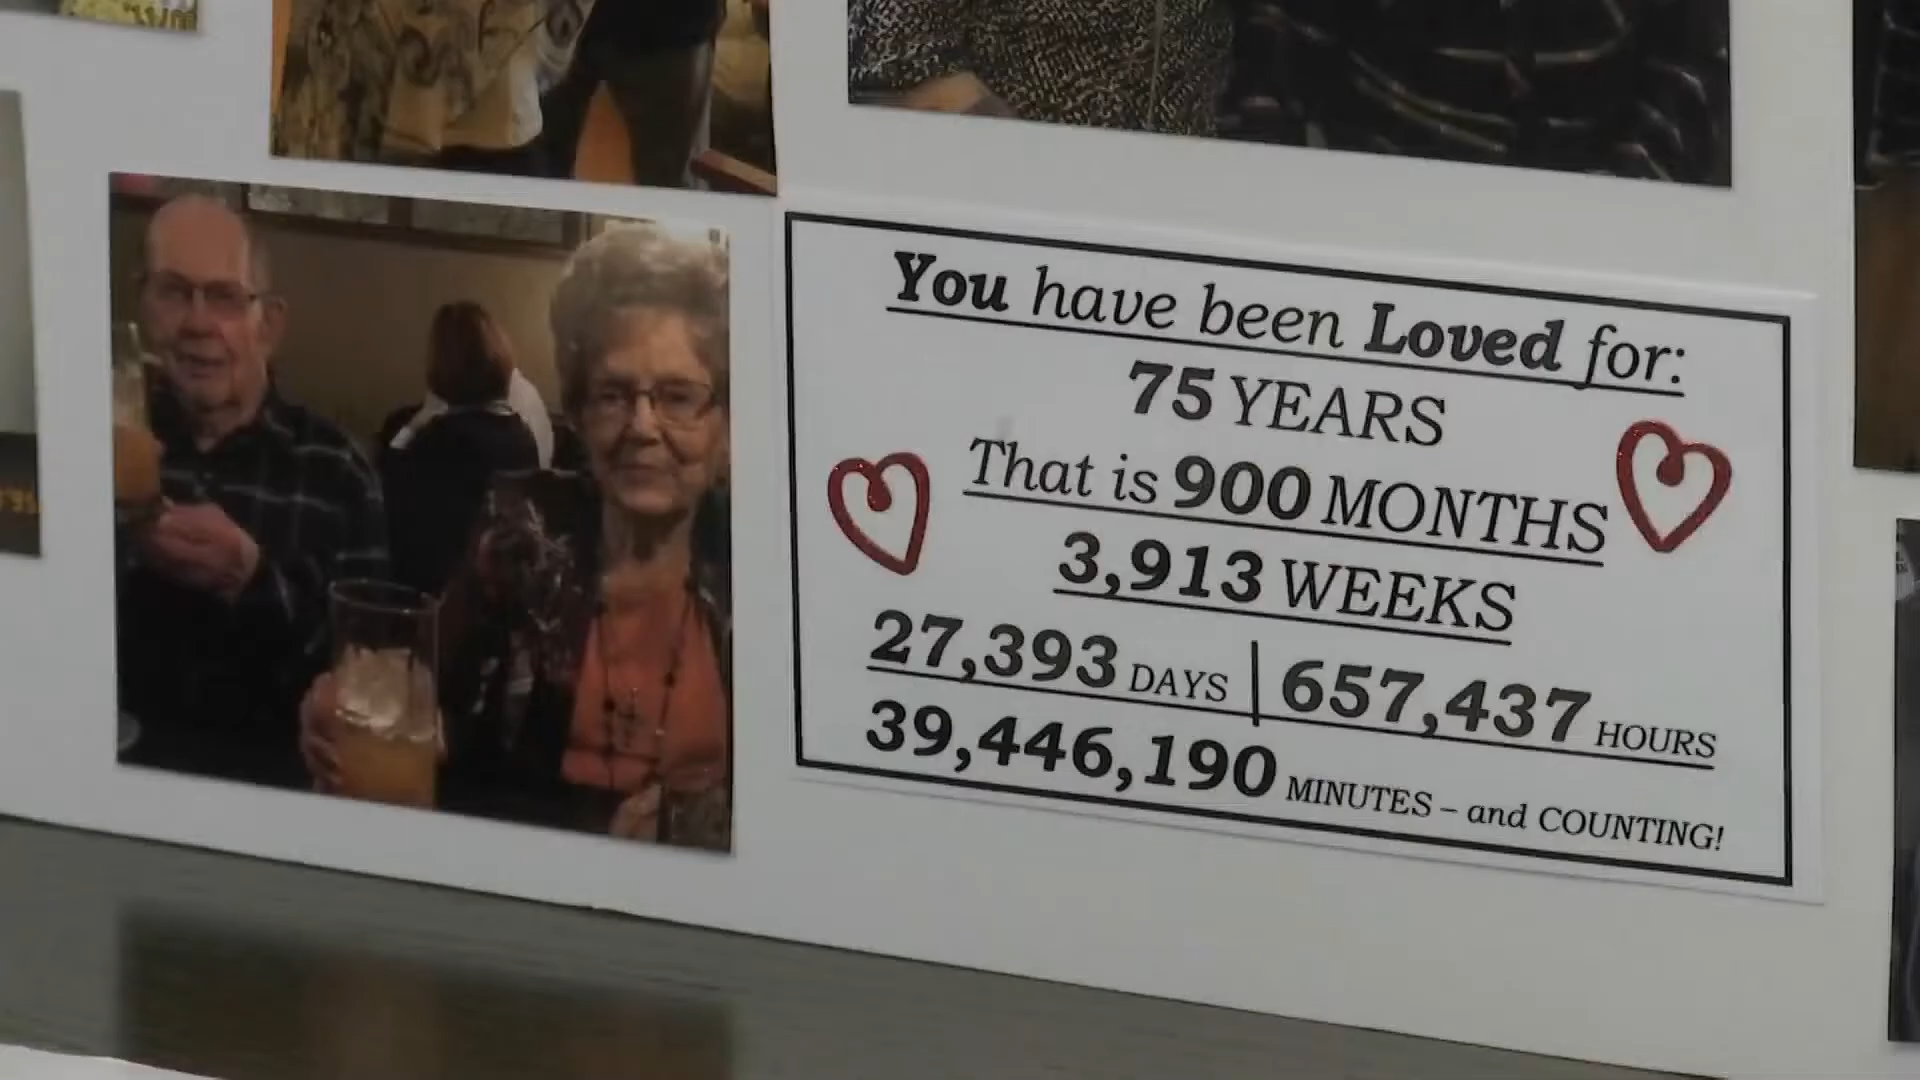 You have been Loved for:
75 YEARS
That is 900 MONTHS
3,913 WEEKS
27,393 DAYS | 657,437 HOURS
39,446,190 MINUTES – and COUNTING!